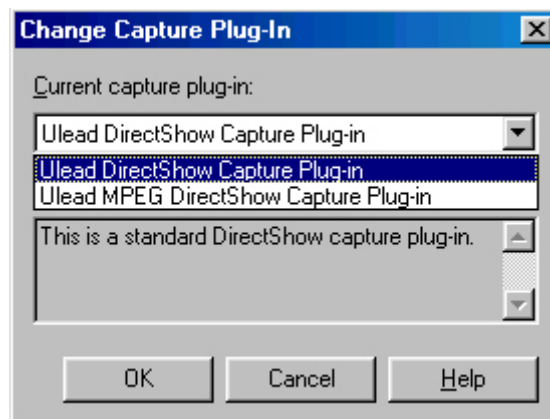 Change Capture Plug-In
Current capture plug-in:
Ulead DirectShow Capture Plug-in
Ulead DirectShow Capture Plug-in
Ulead MPEG DirectShow Capture Plug-in
This is a standard DirectShow capture plug-in.
OK Cancel Help